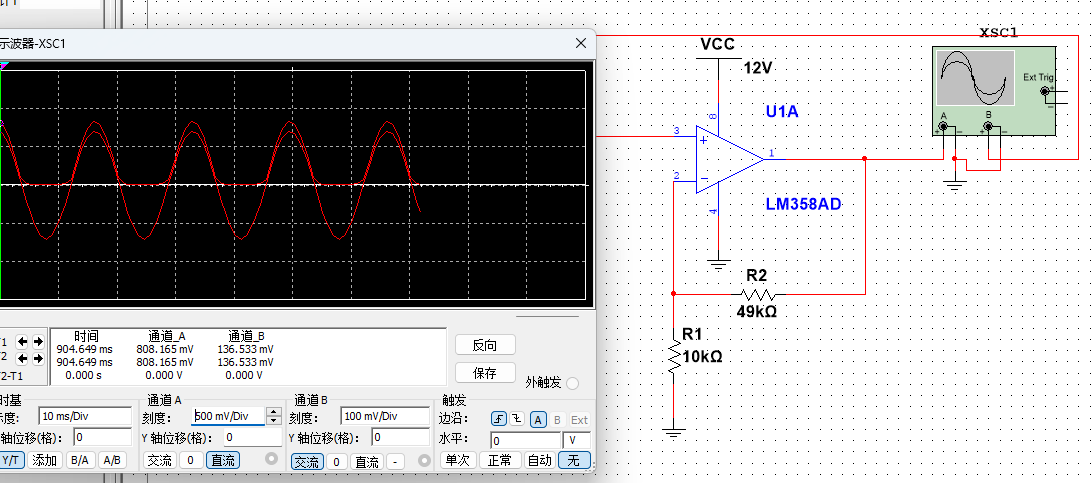 示波器-XSC1
时间 通道_A 通道_B
T1 904.649 ms 808.165 mV 136.533 mV
T2 904.649 ms 808.165 mV 136.533 mV
T2-T1 0.000 s 0.000 V 0.000 V
反向
保存
外触发
时基
通道 A
通道 B
触发
标度: 10 ms/Div
刻度: 500 mV/Div
刻度: 100 mV/Div
边沿: A B Ext
轴位移(格): 0
Y 轴位移(格): 0
Y 轴位移(格): 0
水平: 0 V
Y/T 添加 B/A A/B
交流 0 直流
交流 0 直流 -
单次 正常 自动 无
VCC
12V
U1A
8
3
1
2
4
+
-
LM358AD
R2
49kΩ
R1
10kΩ
XSC1
Ext Trig
+
-
A
B
+ - + -